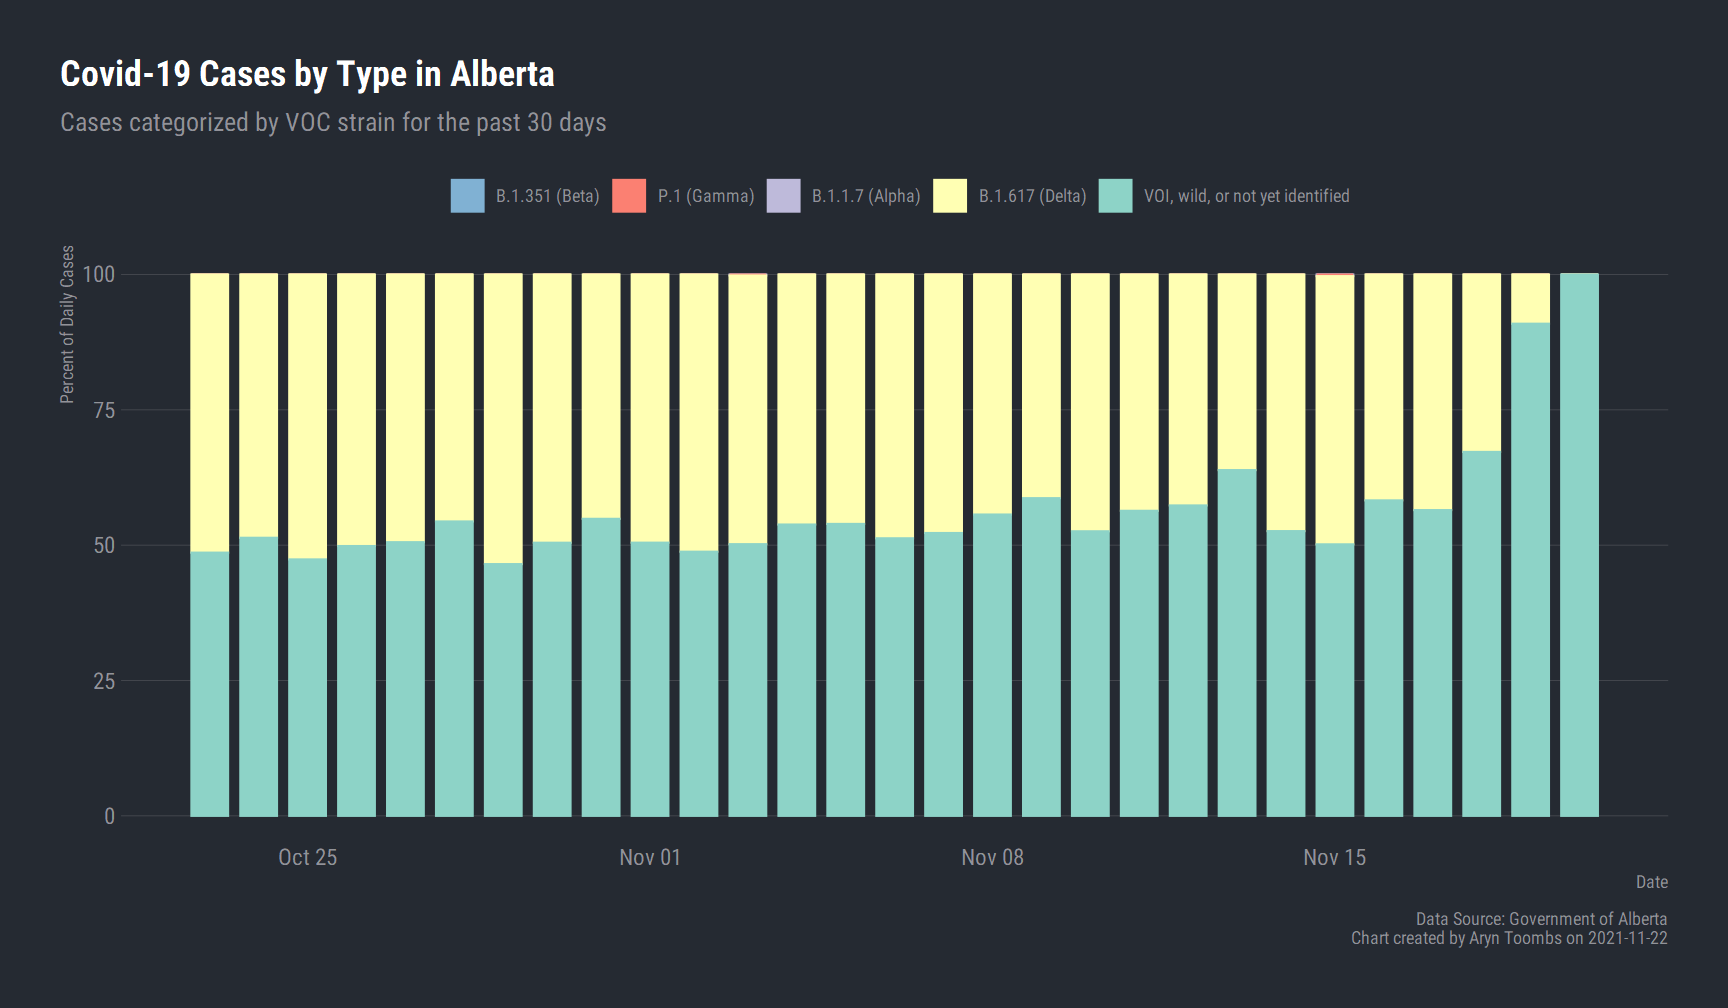 Covid-19 Cases by Type in Alberta
Cases categorized by VOC strain for the past 30 days
B.1.351 (Beta) P.1 (Gamma) B.1.1.7 (Alpha) B.1.617 (Delta) VOI, wild, or not yet identified
Percent of Daily Cases
100
75
50
25
0
Oct 25 Nov 01 Nov 08 Nov 15
Date
Data Source: Government of Alberta
Chart created by Aryn Toombs on 2021-11-22